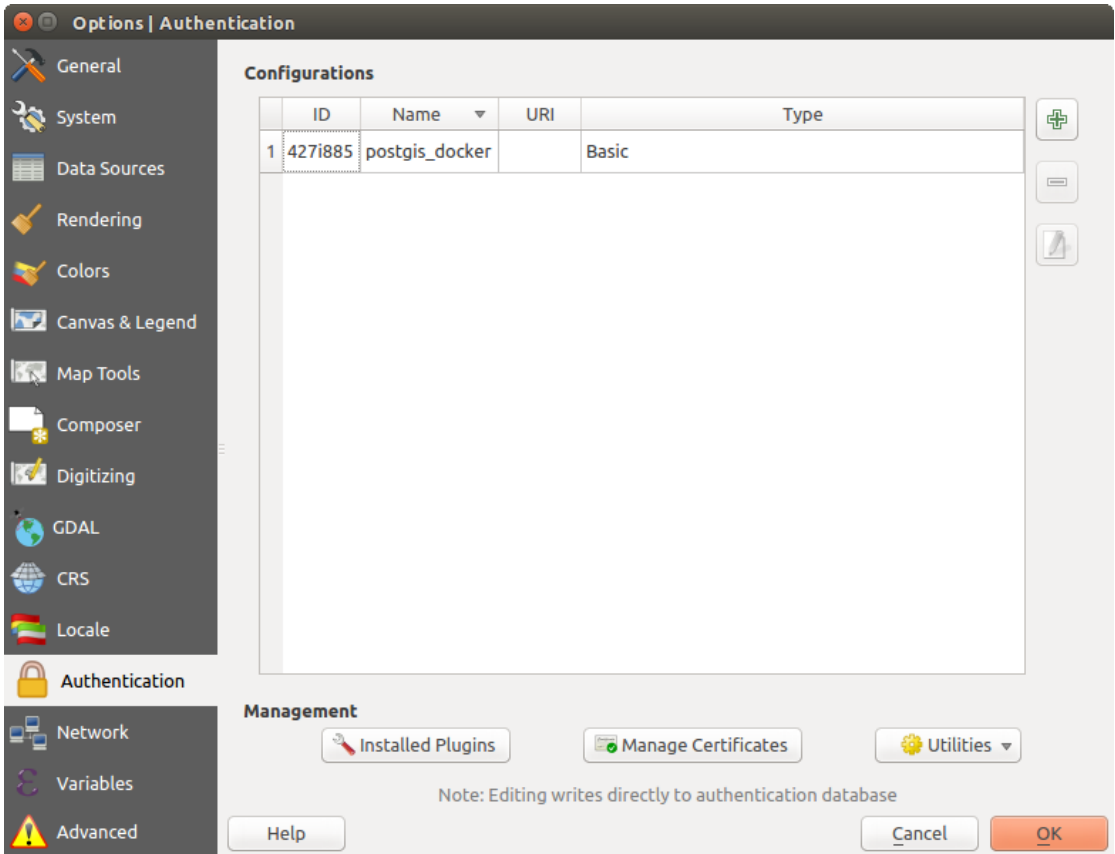 Options | Authentication
General
System
Data Sources
Rendering
Colors
Canvas & Legend
Map Tools
Composer
Digitizing
GDAL
CRS
Locale
Authentication
Network
Variables
Advanced
Configurations
ID Name URI Type
1 427i885 postgis_docker Basic
Management
Installed Plugins Manage Certificates Utilities
Note: Editing writes directly to authentication database
Help Cancel OK